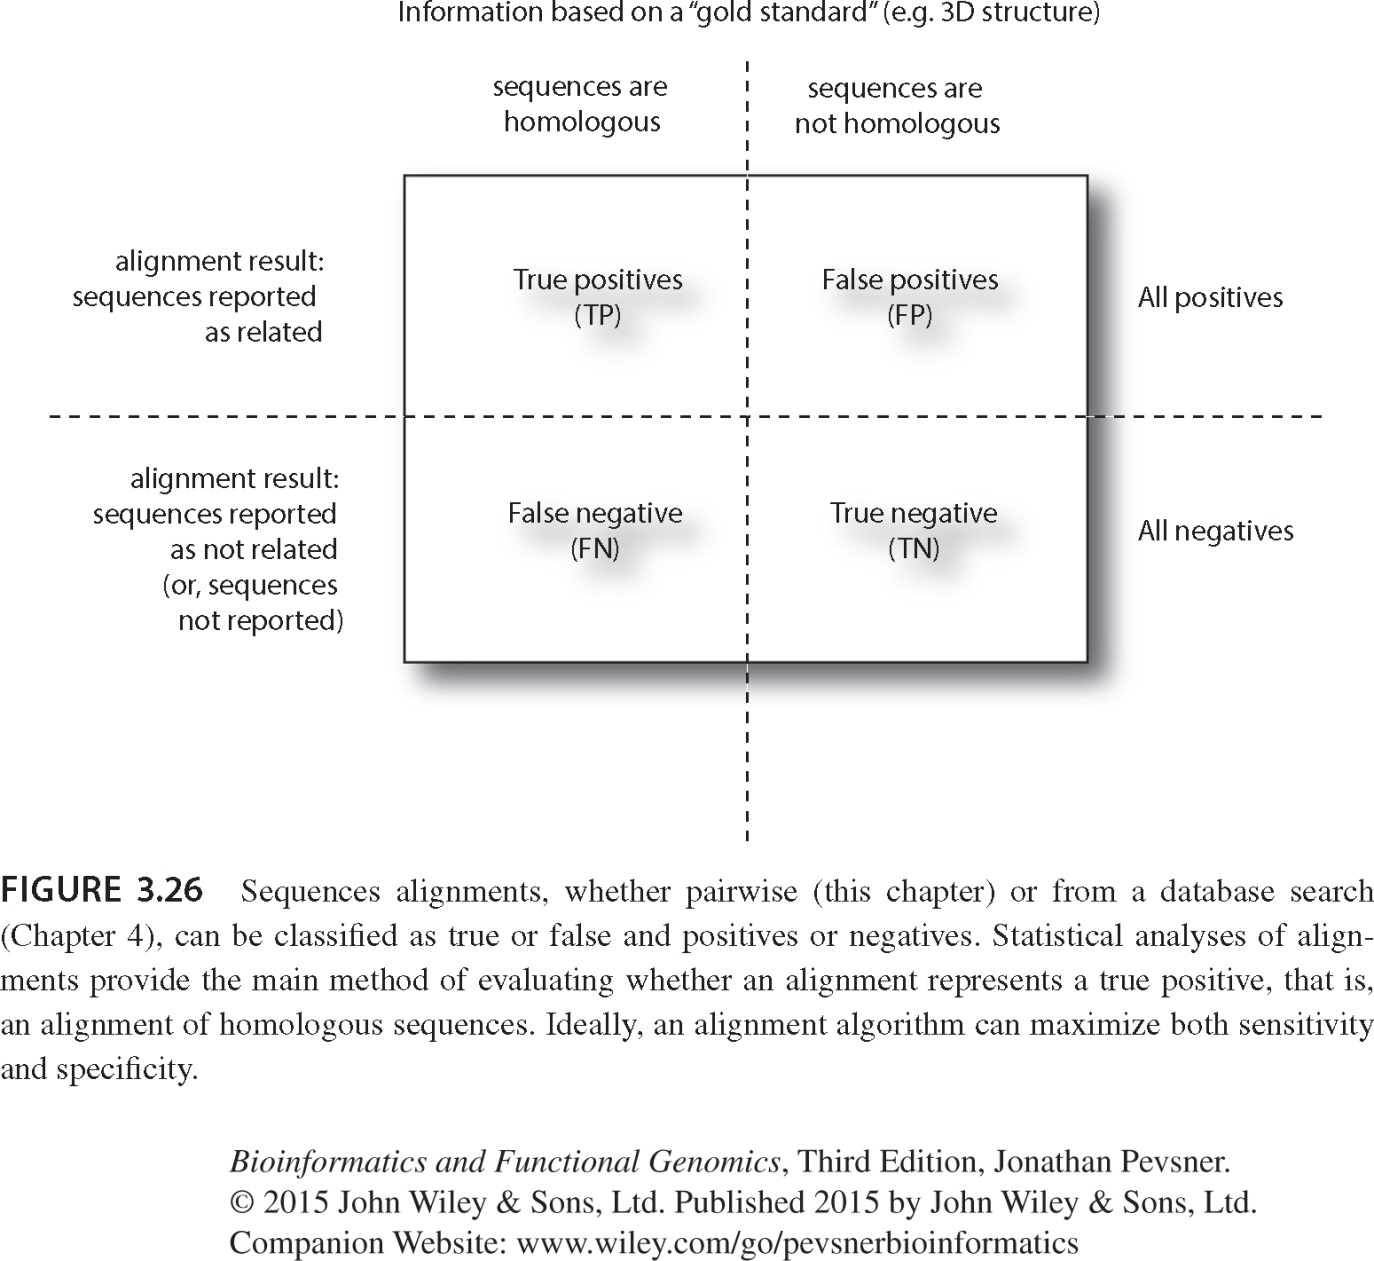 Information based on a “gold standard” (e.g. 3D structure)
sequences are
homologous
sequences are
not homologous
alignment result:
sequences reported
as related
True positives
(TP)
False positives
(FP)
All positives
alignment result:
sequences reported
as not related
(or, sequences
not reported)
False negative
(FN)
True negative
(TN)
All negatives
FIGURE 3.26 Sequences alignments, whether pairwise (this chapter) or from a database search
(Chapter 4), can be classified as true or false and positives or negatives. Statistical analyses of align-
ments provide the main method of evaluating whether an alignment represents a true positive, that is,
an alignment of homologous sequences. Ideally, an alignment algorithm can maximize both sensitivity
and specificity.
Bioinformatics and Functional Genomics, Third Edition, Jonathan Pevsner.
© 2015 John Wiley & Sons, Ltd. Published 2015 by John Wiley & Sons, Ltd.
Companion Website: www.wiley.com/go/pevsnerbioinformatics